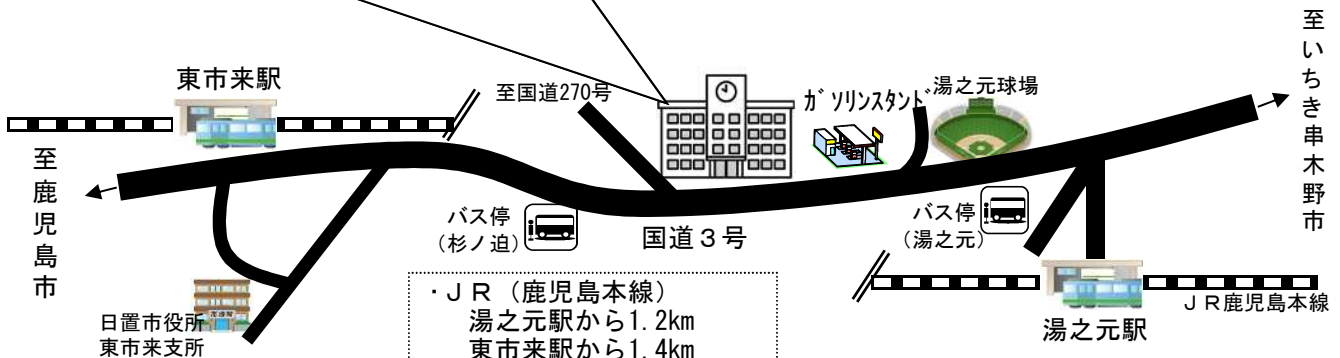 東市来駅
至国道270号
ガソリンスタンド
湯之元球場
至いちき串木野市
至鹿児島市
バス停
(杉ノ迫)
国道３号
バス停
(湯之元)
日置市役所
東市来支所
・ＪＲ（鹿児島本線）
湯之元駅から1.2km
東市来駅から1.4km
ＪＲ鹿児島本線
湯之元駅